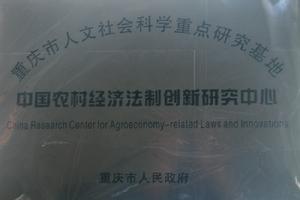 重庆市人文社会科学重点研究基地
中国农村经济法制创新研究中心
China Research Center for Agroeconomy-related Laws and Innovations
重庆市人民政府